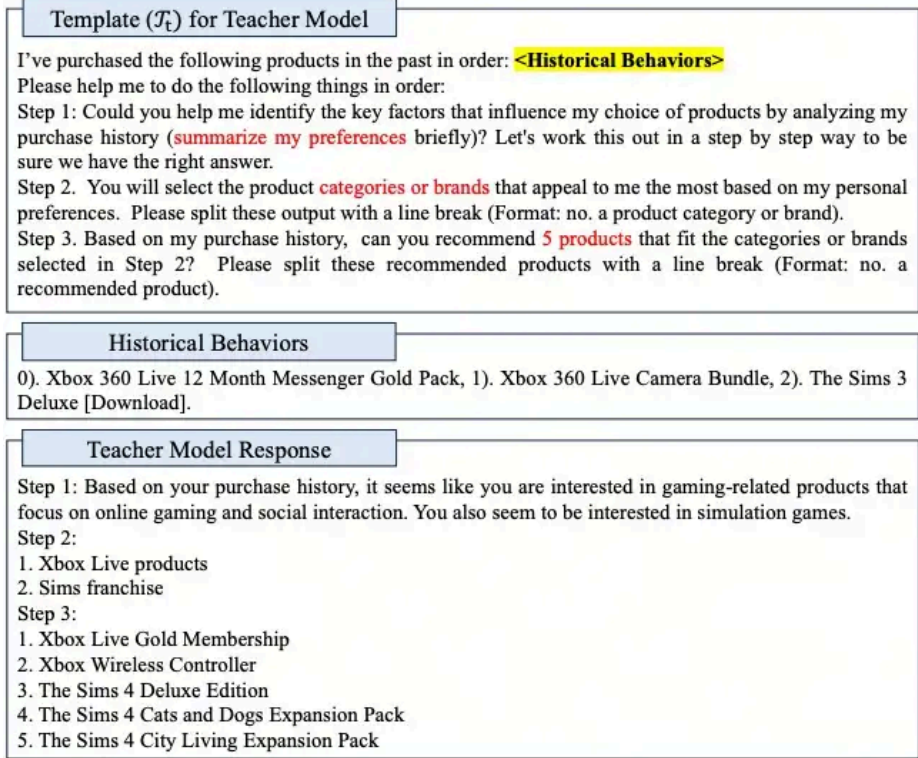 Template (𝒯t) for Teacher Model
I've purchased the following products in the past in order: <Historical Behaviors>
Please help me to do the following things in order:
Step 1: Could you help me identify the key factors that influence my choice of products by analyzing my
purchase history (summarize my preferences briefly)? Let's work this out in a step by step way to be
sure we have the right answer.
Step 2. You will select the product categories or brands that appeal to me the most based on my personal
preferences. Please split these output with a line break (Format: no. a product category or brand).
Step 3. Based on my purchase history, can you recommend 5 products that fit the categories or brands
selected in Step 2? Please split these recommended products with a line break (Format: no. a
recommended product).
Historical Behaviors
0). Xbox 360 Live 12 Month Messenger Gold Pack, 1). Xbox 360 Live Camera Bundle, 2). The Sims 3
Deluxe [Download].
Teacher Model Response
Step 1: Based on your purchase history, it seems like you are interested in gaming-related products that
focus on online gaming and social interaction. You also seem to be interested in simulation games.
Step 2:
1. Xbox Live products
2. Sims franchise
Step 3:
1. Xbox Live Gold Membership
2. Xbox Wireless Controller
3. The Sims 4 Deluxe Edition
4. The Sims 4 Cats and Dogs Expansion Pack
5. The Sims 4 City Living Expansion Pack